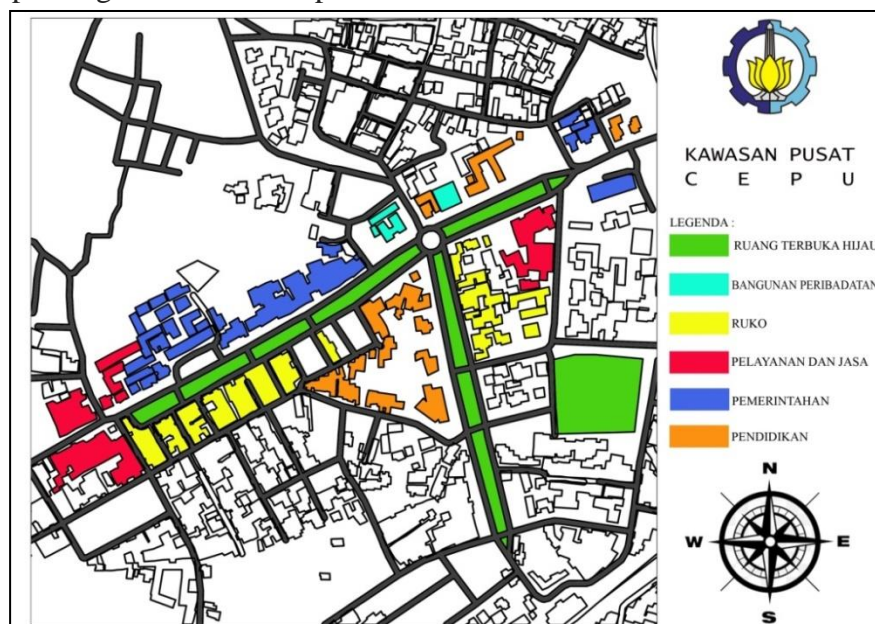 KAWASAN PUSAT
C E P U
LEGENDA :
RUANG TERBUKA HIJAU
BANGUNAN PERIBADATAN
RUKO
PELAYANAN DAN JASA
PEMERINTAHAN
PENDIDIKAN
N
W E
S